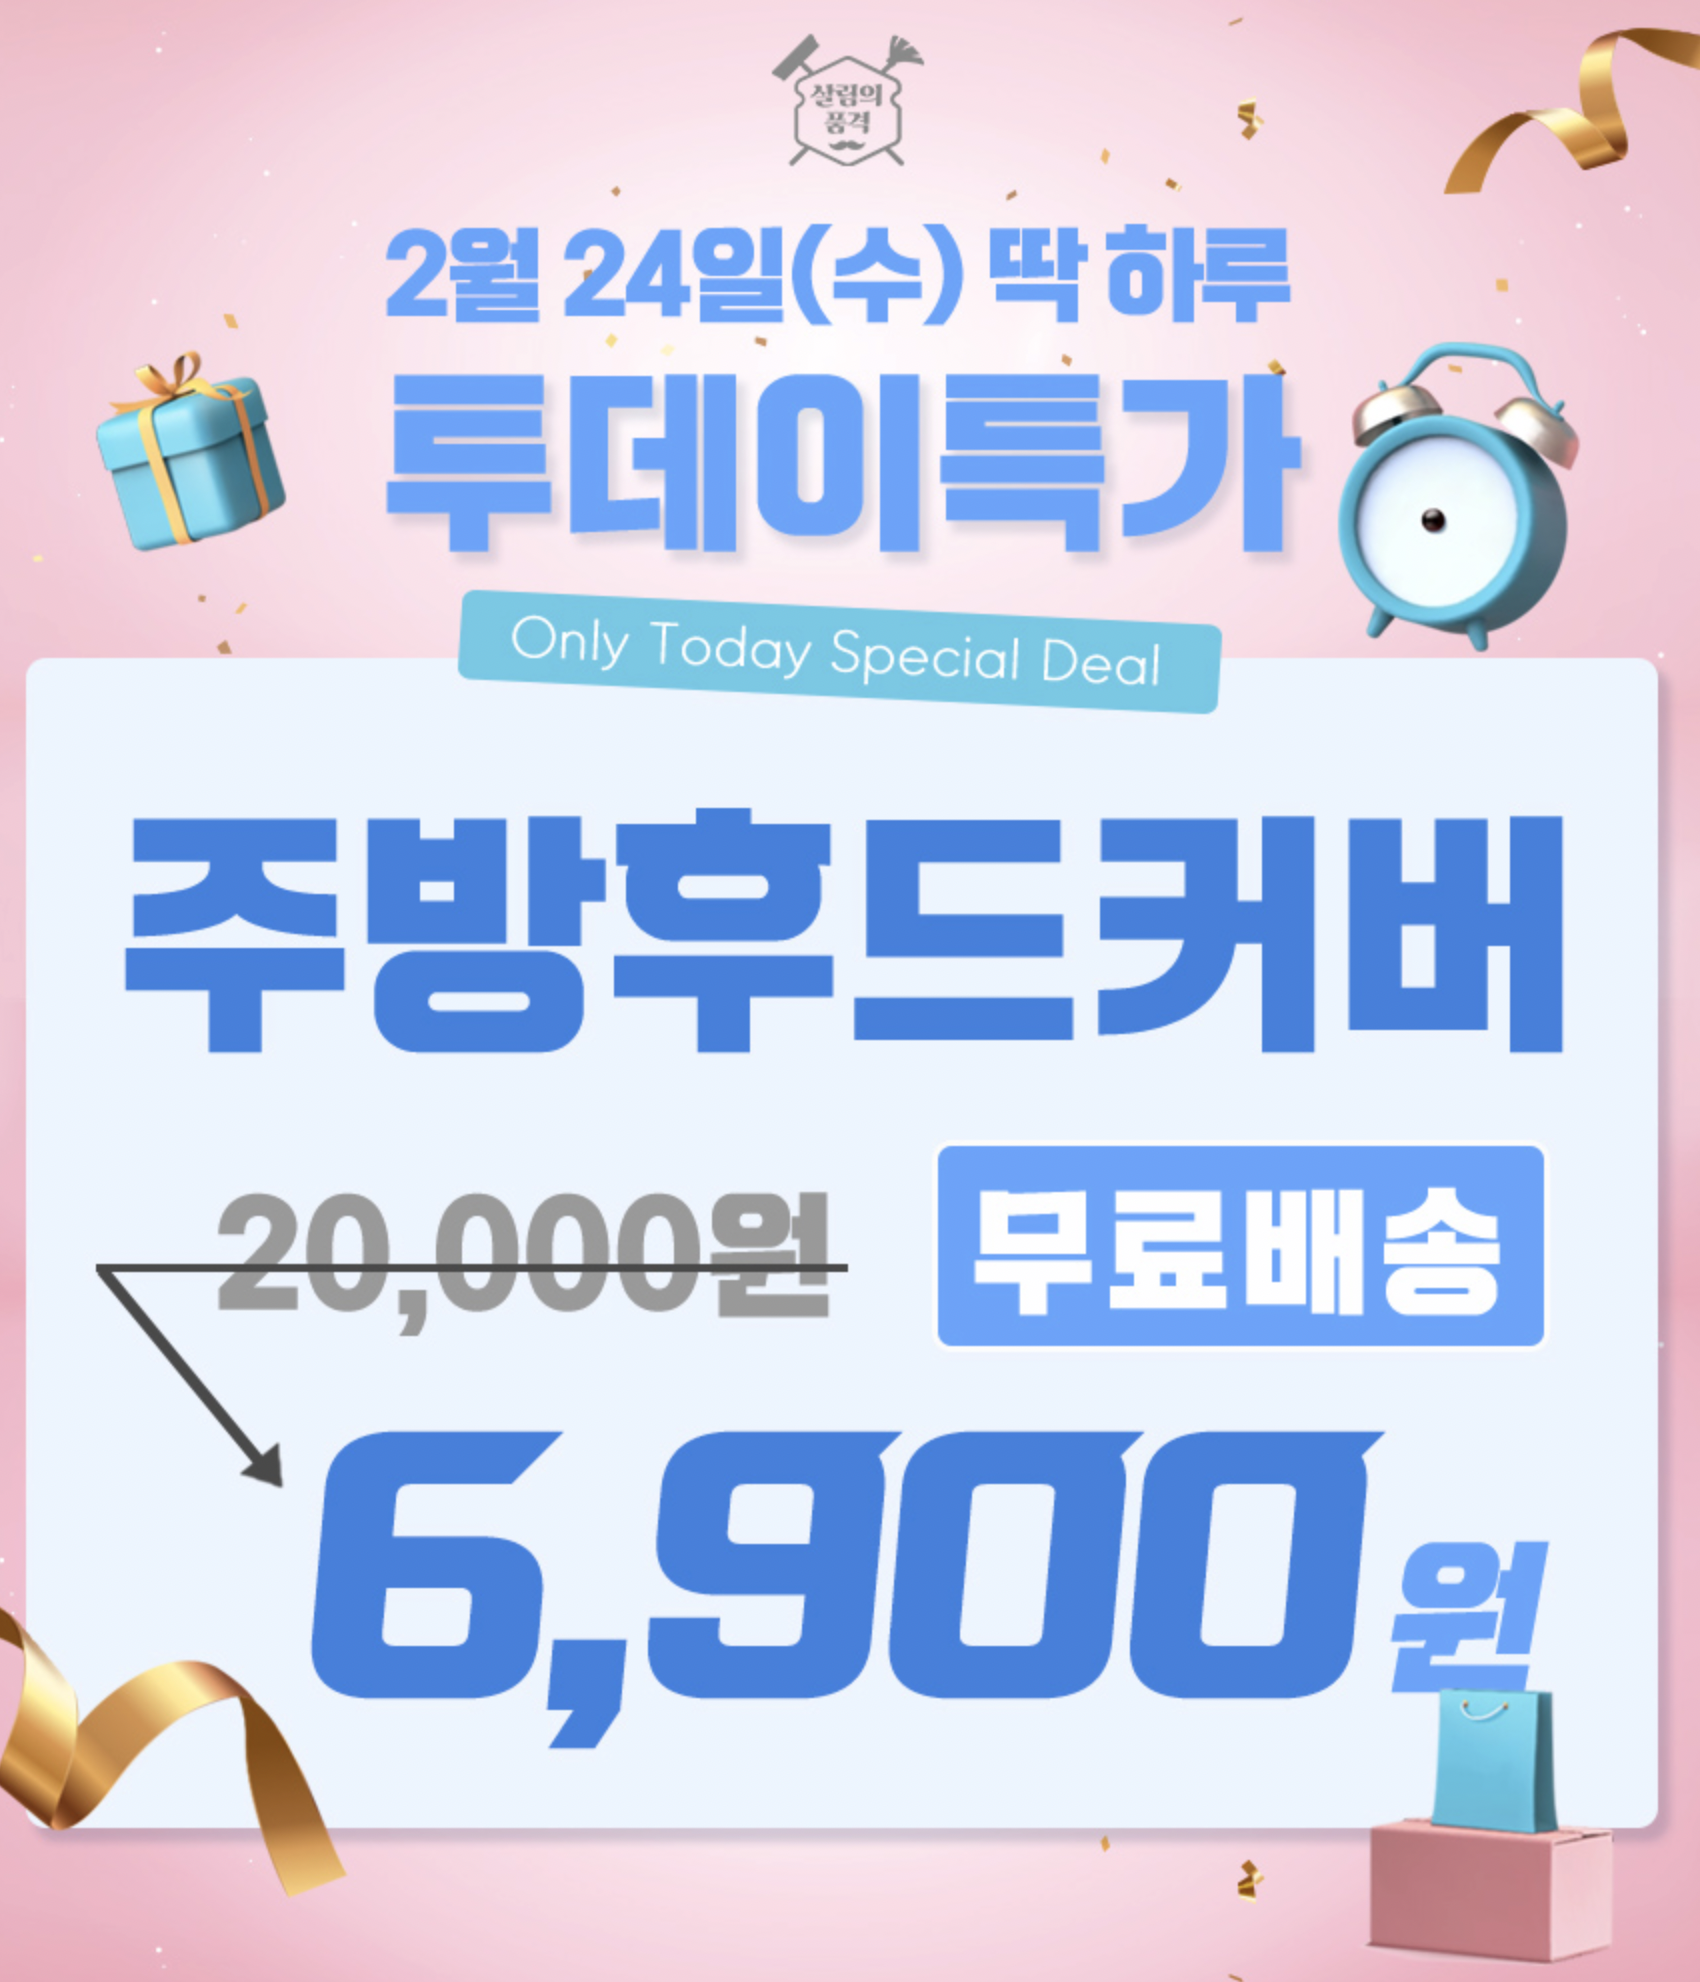 살림의
품격
2월 24일(수) 딱 하루
투데이특가
Only Today Special Deal
주방후드커버
20,000원
무료배송
6,900원